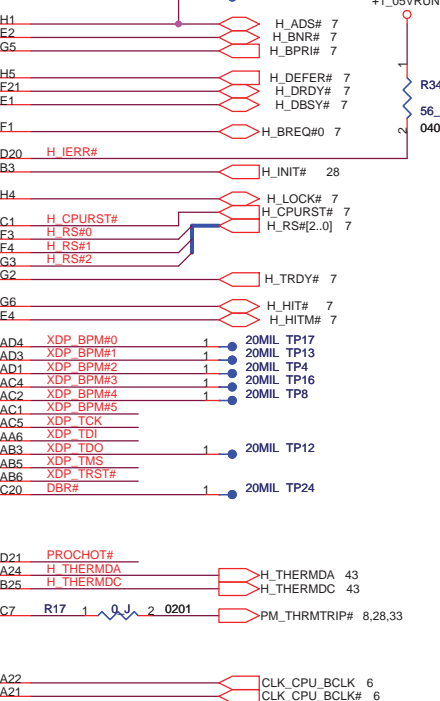 +1_05VRUN
H1 H_ADS# 7
E2 H_BNR# 7
G5 H_BPRI# 7
1
H5 H_DEFER# 7
F21 H_DRDY# 7
E1 H_DBSY# 7
R34
56_
040
2
F1 H_BREQ#0 7
D20 H_IERR#
B3 H_INIT# 28
H4 H_LOCK# 7
H_CPURST# 7
C1 H_CPURST#
H_RS#[2..0] 7
F3 H_RS#0
F4 H_RS#1
G3 H_RS#2
G2 H_TRDY# 7
G6 H_HIT# 7
E4 H_HITM# 7
AD4 XDP_BPM#0 1 20MIL TP17
AD3 XDP_BPM#1 1 20MIL TP13
AD1 XDP_BPM#2 1 20MIL TP4
AC4 XDP_BPM#3 1 20MIL TP16
AC2 XDP_BPM#4 1 20MIL TP8
AC1 XDP_BPM#5
AC5 XDP_TCK
AA6 XDP_TDI
AB3 XDP_TDO 1 20MIL TP12
AB5 XDP_TMS
AB6 XDP_TRST#
C20 DBR# 1 20MIL TP24
D21 PROCHOT#
A24 H_THERMDA H_THERMDA 43
B25 H_THERMDC H_THERMDC 43
C7 R17 1 0_J 2 0201 PM_THRMTRIP# 8,28,33
A22 CLK_CPU_BCLK 6
A21 CLK_CPU_BCLK# 6